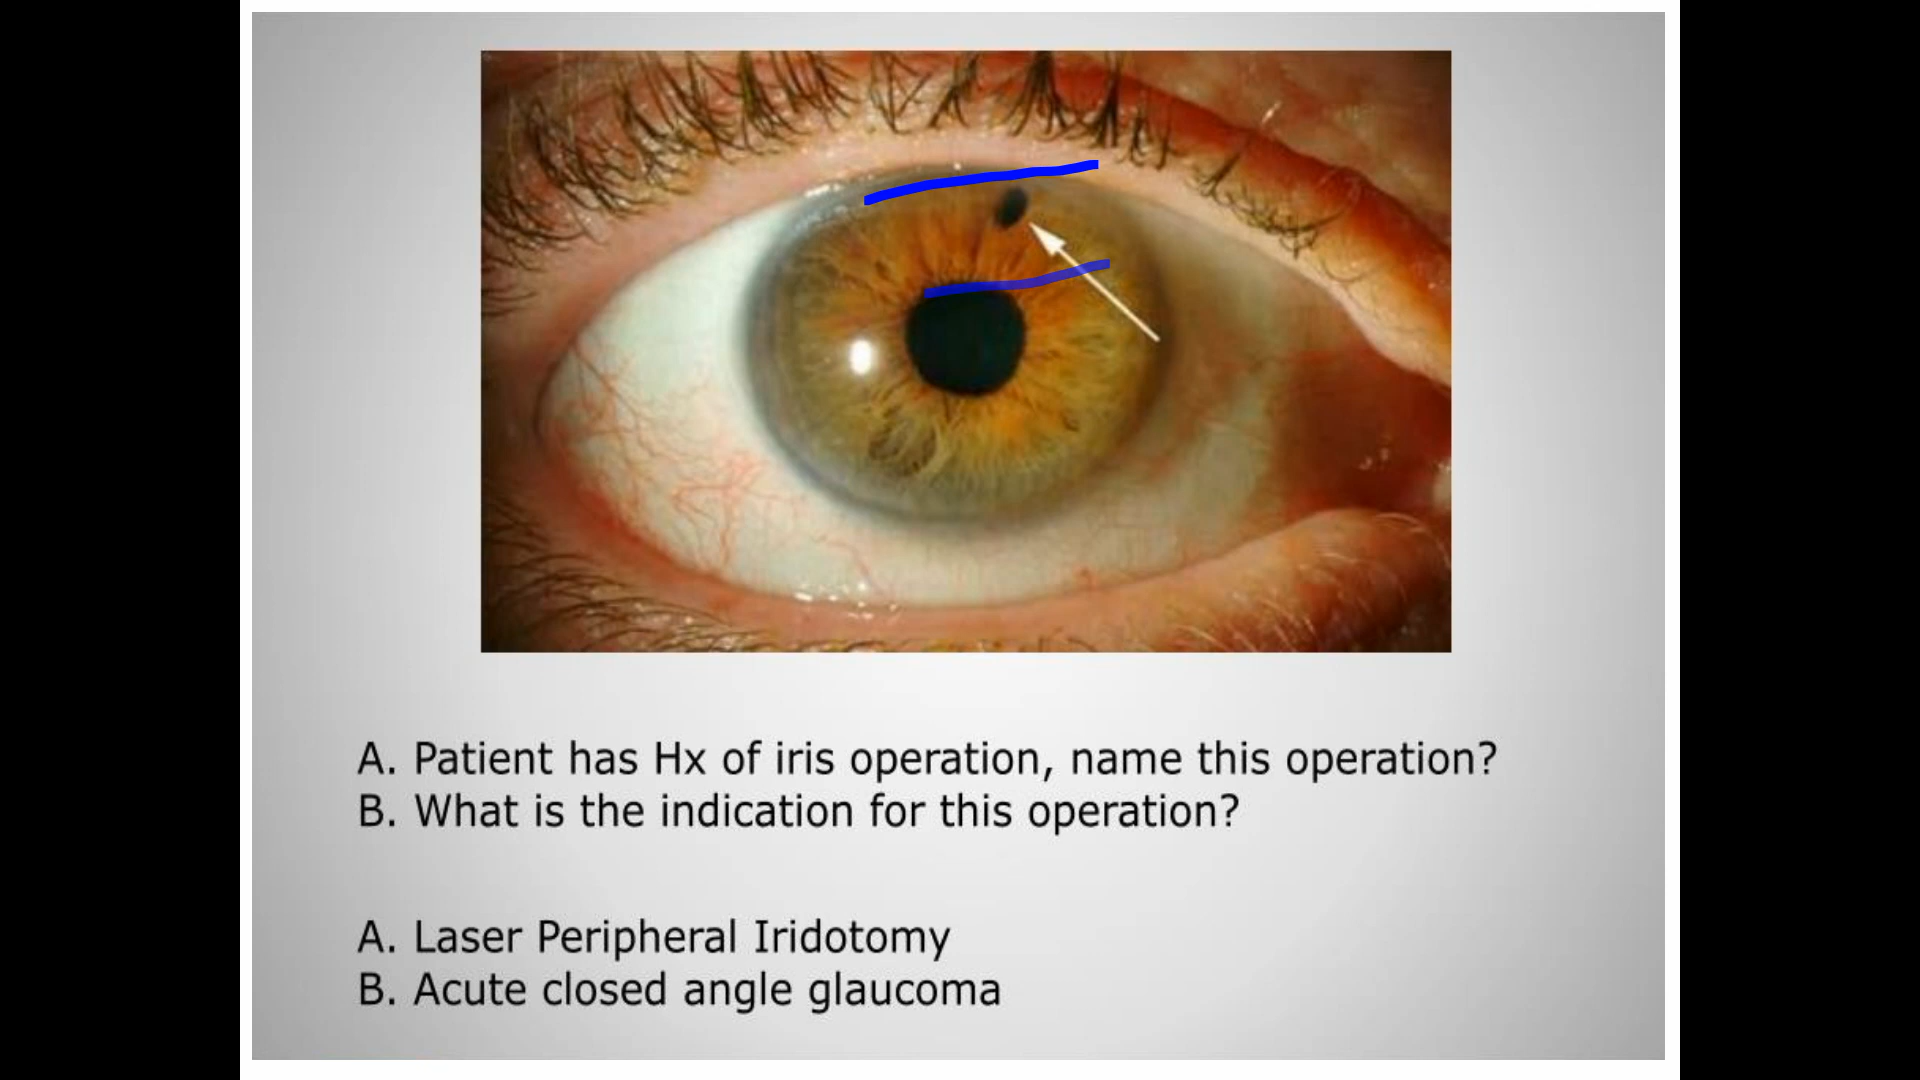 A. Patient has Hx of iris operation, name this operation?
B. What is the indication for this operation?
A. Laser Peripheral Iridotomy
B. Acute closed angle glaucoma